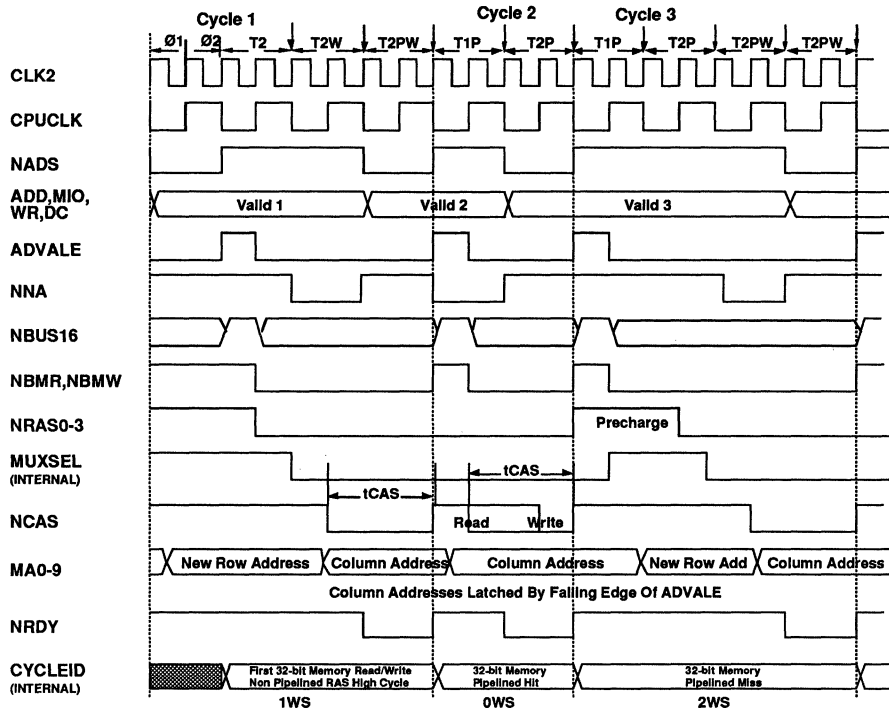 Cycle 1 Cycle 2 Cycle 3
Ø1 Ø2 T2 T2W T2PW T1P T2P T1P T2P T2PW T2PW
CLK2
CPUCLK
NADS
ADD,MIO,
WR,DC
Valid 1 Valid 2 Valid 3
ADVALE
NNA
NBUS16
NBMR,NBMW
NRAS0-3
Precharge
MUXSEL
(INTERNAL)
tCAS
tCAS
NCAS
Read Write
MA0-9
New Row Address Column Address Column Address New Row Add Column Address
Column Addresses Latched By Falling Edge Of ADVALE
NRDY
CYCLEID
(INTERNAL)
First 32-bit Memory Read/Write
Non Pipelined RAS High Cycle
32-bit Memory
Pipelined Hit
32-bit Memory
Pipelined Miss
1WS 0WS 2WS